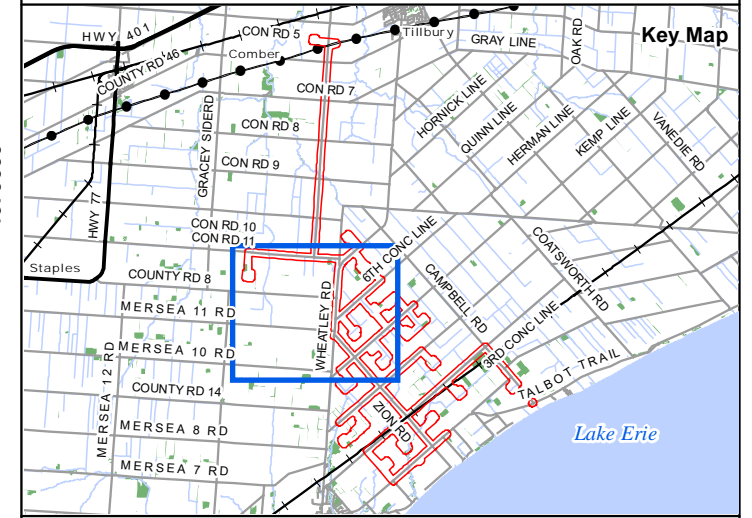 HWY 401
CON RD 5
Tillbury
GRAY LINE
OAK RD
Key Map
Comber
COUNTY RD 46
CON RD 7
HORNICK LINE
QUINN LINE
HERMAN LINE
KEMP LINE
VANEDIE RD
CON RD 8
GRACEY SIDERD
CON RD 9
HWY 77
CON RD 10
CON RD 11
6TH CONC LINE
COATSWORTH RD
Staples
COUNTY RD 8
CAMPBELL RD
MERSEA 11 RD
WHEATLEY RD
3RD CONC LINE
MERSEA 10 RD
MERSEA 12 RD
TALBOT TRAIL
COUNTY RD 14
ZION RD
Lake Erie
MERSEA 8 RD
MERSEA 7 RD